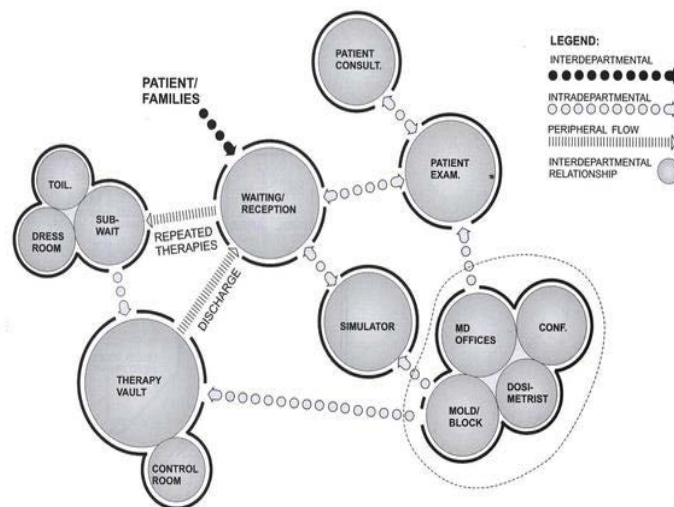 PATIENT
CONSULT.
LEGEND:
INTERDEPARTMENTAL
INTRADEPARTMENTAL
PERIPHERAL FLOW
INTERDEPARTMENTAL
RELATIONSHIP
PATIENT/
FAMILIES
PATIENT
EXAM.
TOIL.
SUB-
WAIT
DRESS
ROOM
WAITING/
RECEPTION
REPEATED
THERAPIES
DISCHARGE
SIMULATOR
MD
OFFICES
CONF.
DOSI-
METRIST
MOLD/
BLOCK
THERAPY
VAULT
CONTROL
ROOM